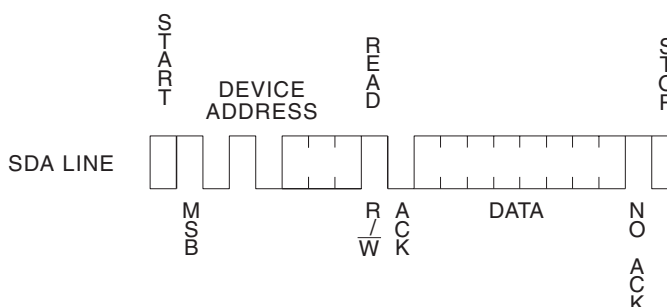 START
READ
STOP
DEVICE
ADDRESS
SDA LINE
MSB
R/W
ACK
DATA
NO ACK